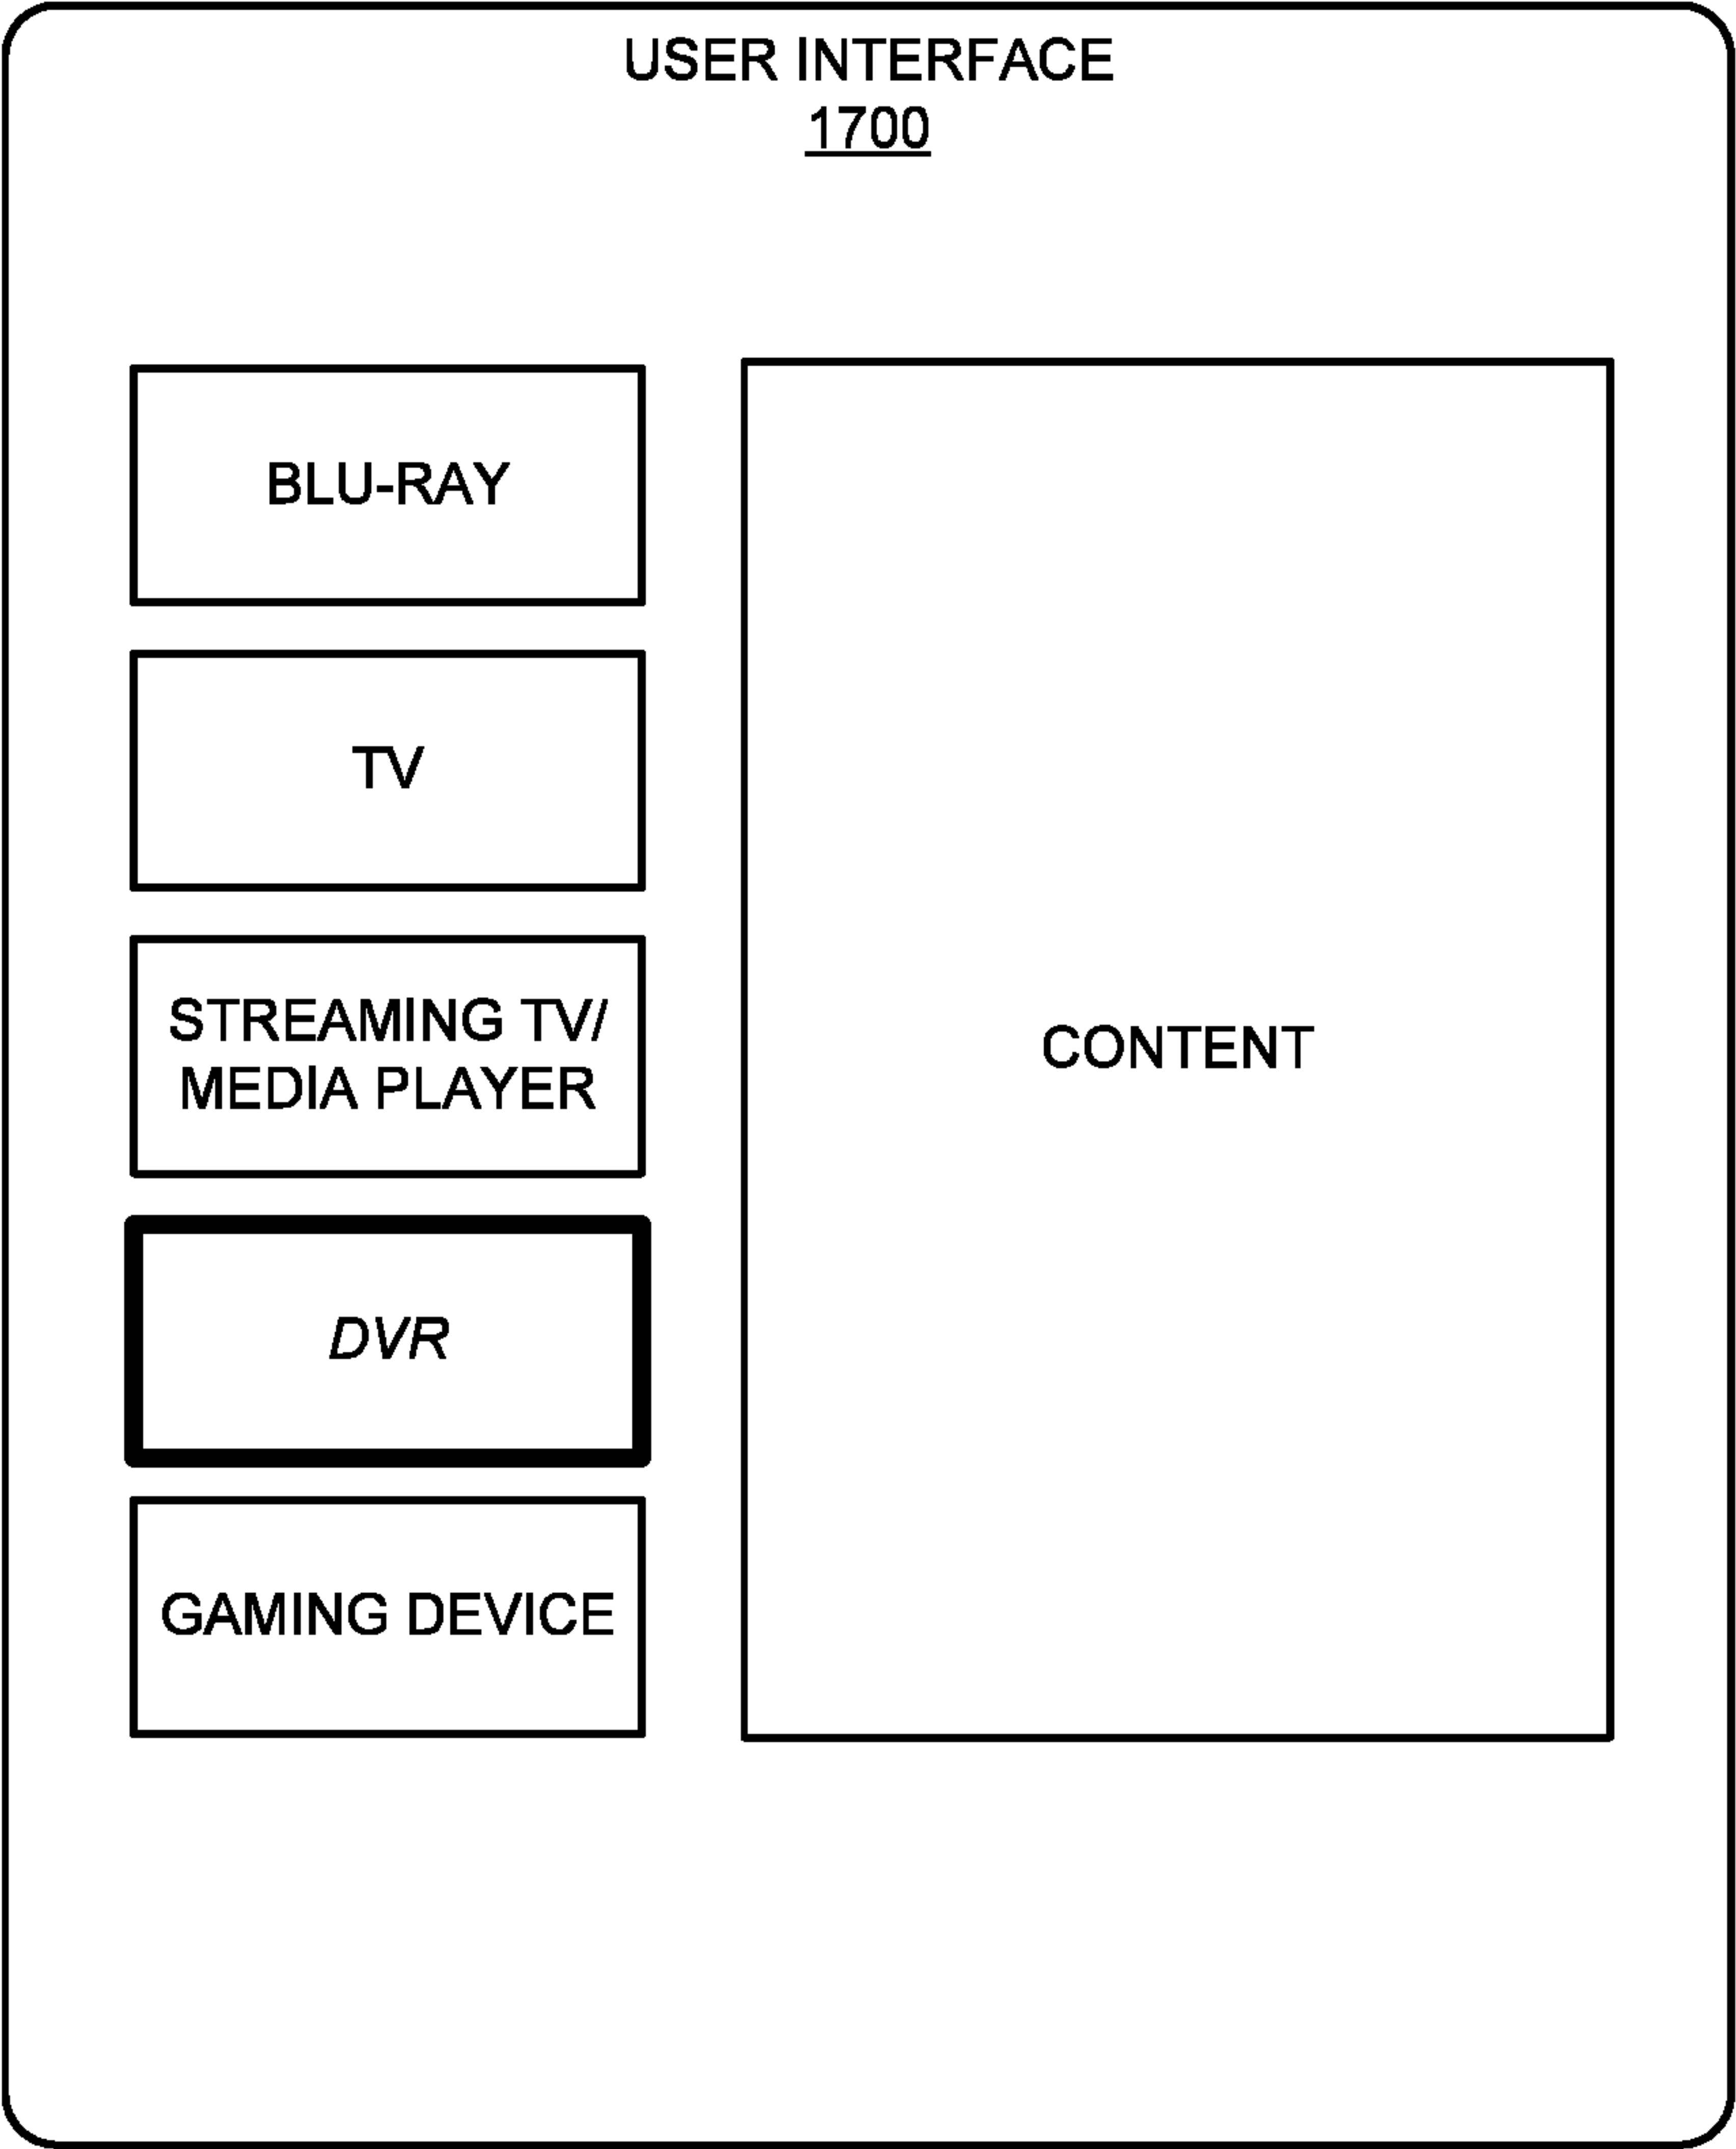 USER INTERFACE
1700
BLU-RAY
TV
STREAMING TV/
MEDIA PLAYER
DVR
GAMING DEVICE
CONTENT